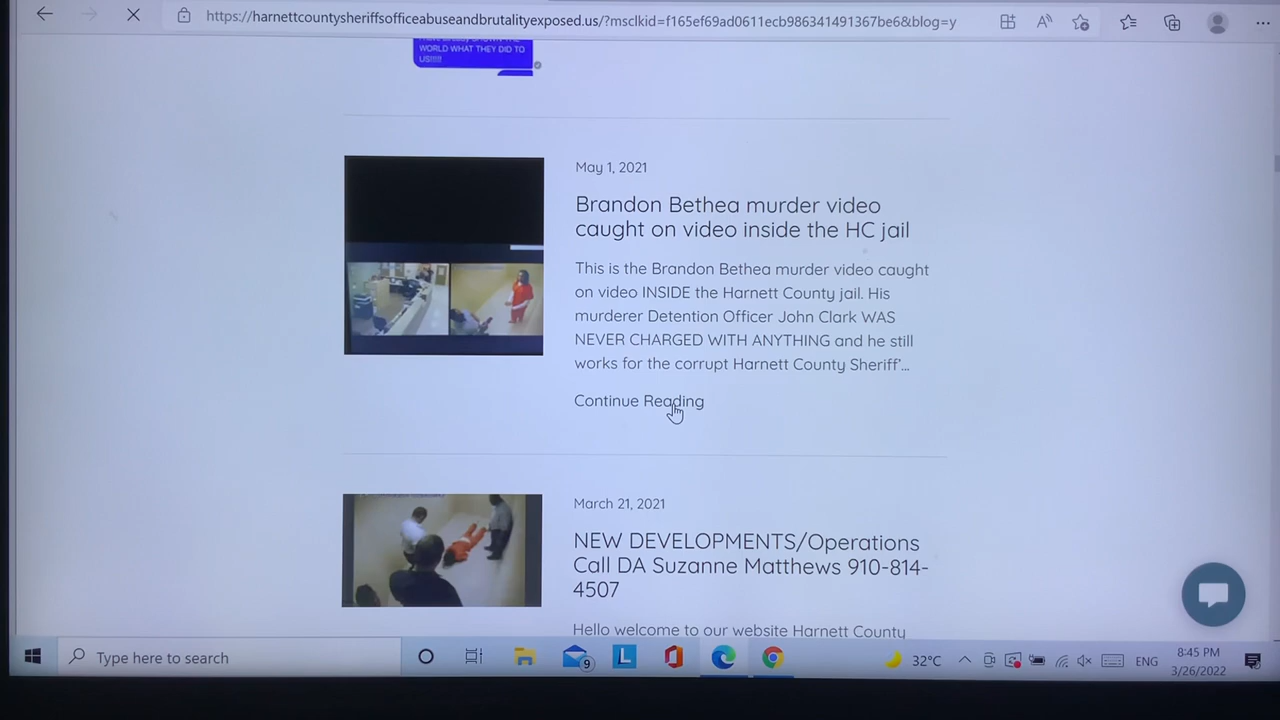 https://harnettcountysheriffsofficeabuseandbrutalityexposed.us/?msclkid=f165ef69ad0611ecb986341491367be6&blog=y
WORLD WHAT THEY DID TO
US!!!!!
May 1, 2021
Brandon Bethea murder video
caught on video inside the HC jail
This is the Brandon Bethea murder video caught
on video INSIDE the Harnett County jail. His
murderer Detention Officer John Clark WAS
NEVER CHARGED WITH ANYTHING and he still
works for the corrupt Harnett County Sheriff'...
Continue Reading
March 21, 2021
NEW DEVELOPMENTS/Operations
Call DA Suzanne Matthews 910-814-
4507
Hello welcome to our website Harnett County
Type here to search
9
L
32°C
ENG
8:45 PM
3/26/2022